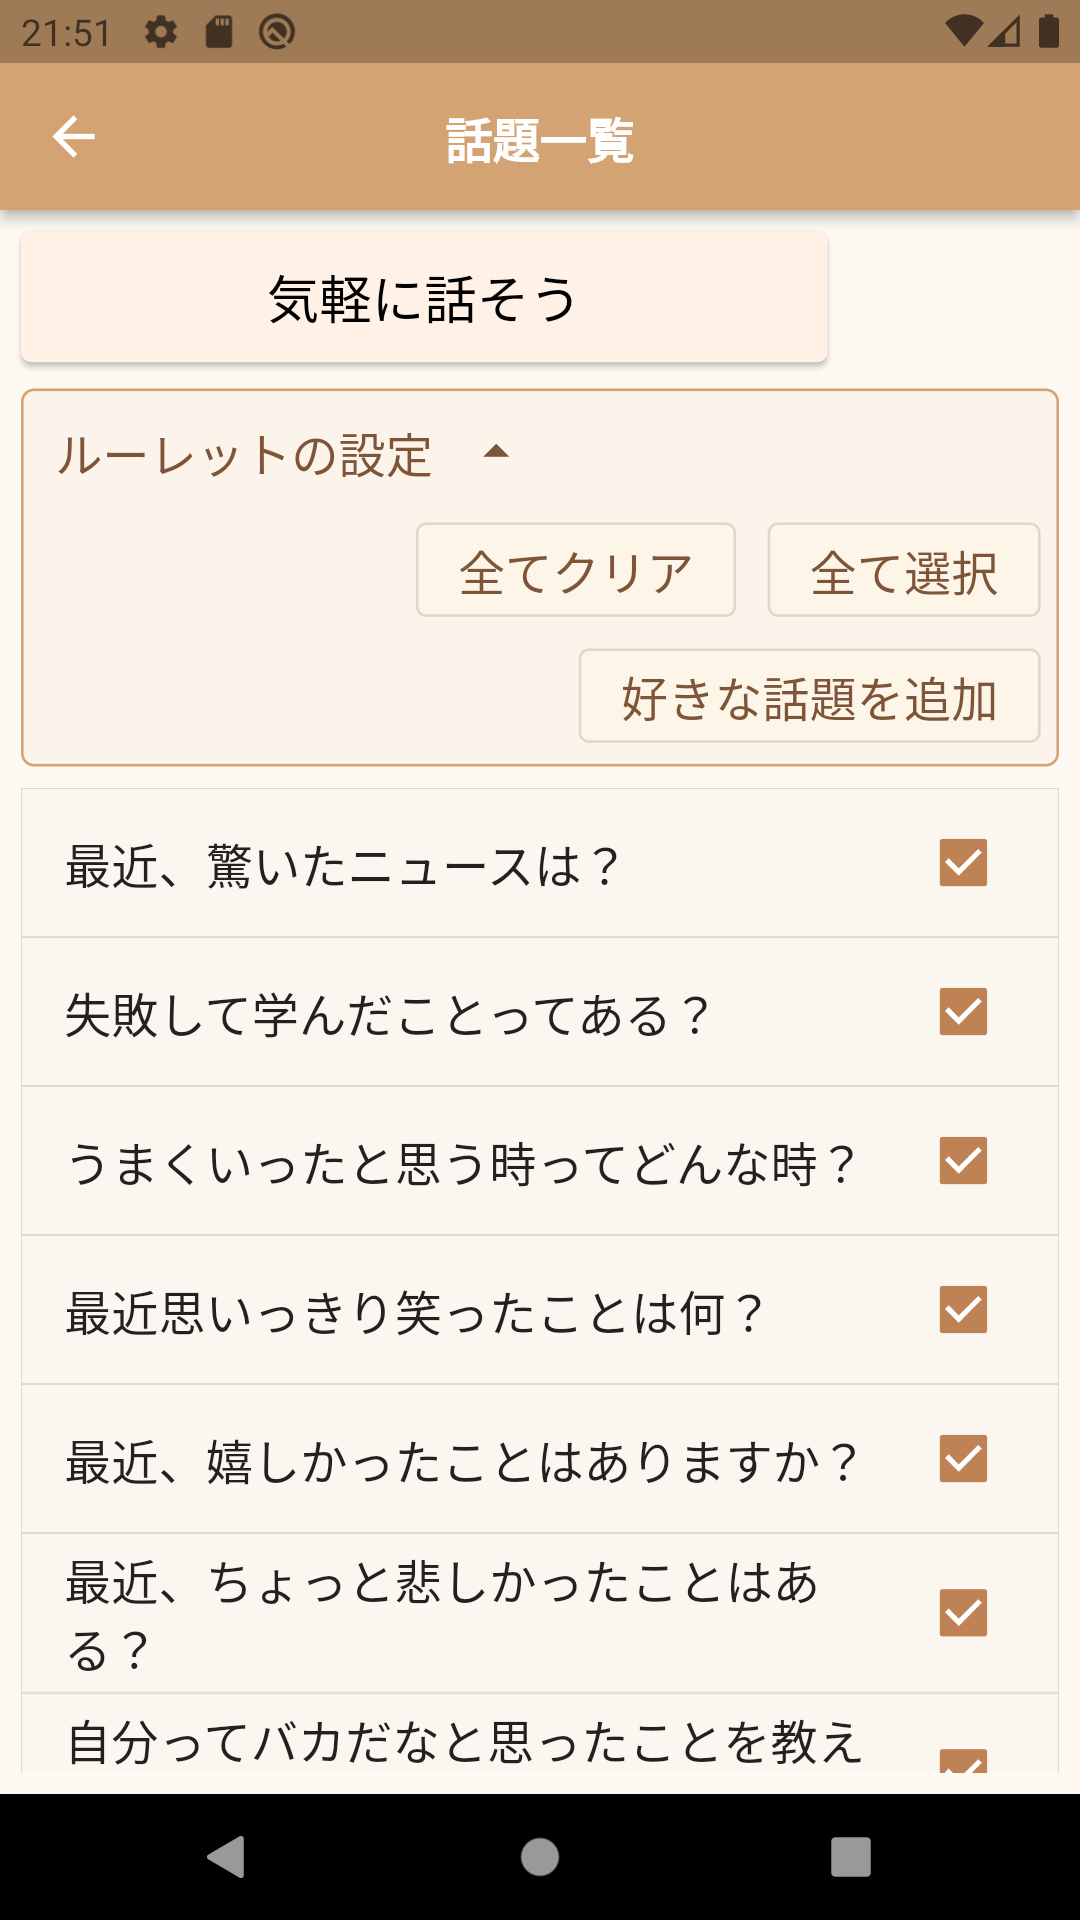 21:51
話題一覧
気軽に話そう
ルーレットの設定
全てクリア 全て選択
好きな話題を追加
最近、驚いたニュースは？
失敗して学んだことってある？
うまくいったと思う時ってどんな時？
最近思いっきり笑ったことは何？
最近、嬉しかったことはありますか？
最近、ちょっと悲しかったことはあ
る？
自分ってバカだなと思ったことを教え